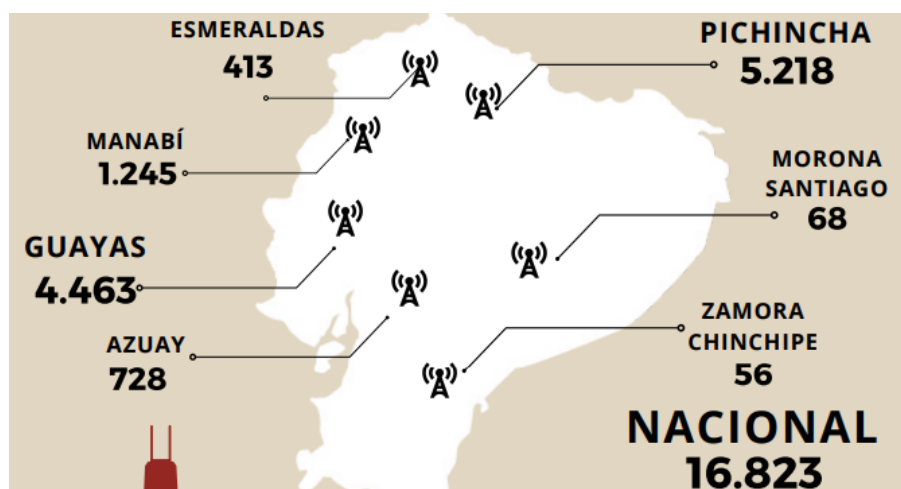 ESMERALDAS
413
PICHINCHA
5.218
MANABÍ
1.245
MORONA
SANTIAGO
68
GUAYAS
4.463
AZUAY
728
ZAMORA
CHINCHIPE
56
NACIONAL
16.823